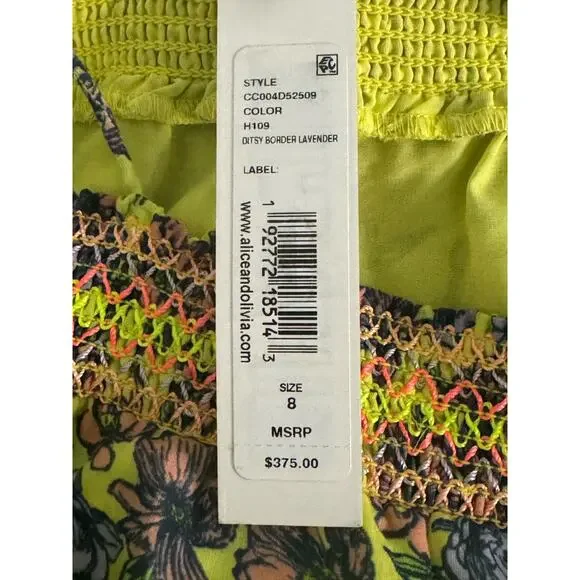 STYLE
CC004D52509
COLOR
H109
DITSY BORDER LAVENDER
LABEL:
1 92772 18514 3
www.aliceandolivia.com
SIZE
8
MSRP
$375.00